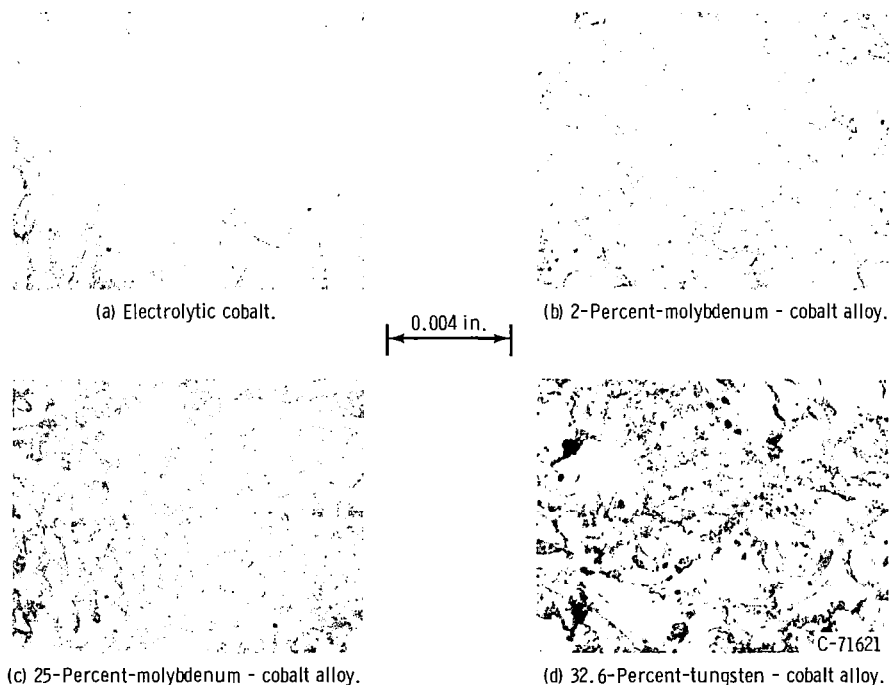 (a) Electrolytic cobalt.
(b) 2-Percent-molybdenum - cobalt alloy.
0.004 in.
C-71621
(c) 25-Percent-molybdenum - cobalt alloy.
(d) 32.6-Percent-tungsten - cobalt alloy.